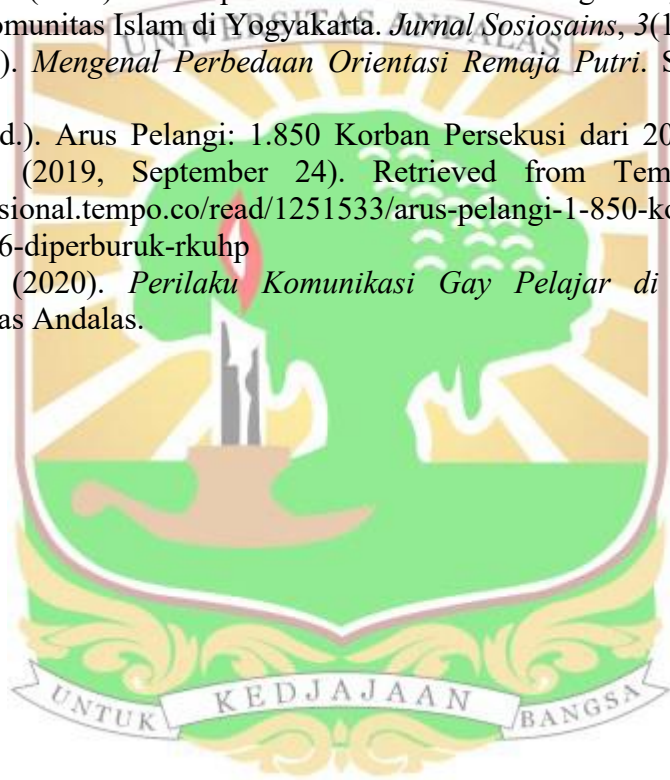 omunitas Islam di Yogyakarta. Jurnal Sosiosains, 3(1
UNIVERSITAS ANDALAS
). Mengenal Perbedaan Orientasi Remaja Putri. S
d.). Arus Pelangi: 1.850 Korban Persekusi dari 20
(2019, September 24). Retrieved from Tem
sional.tempo.co/read/1251533/arus-pelangi-1-850-ko
6-diperburuk-rkuhp
(2020). Perilaku Komunikasi Gay Pelajar di
as Andalas.
UNTUK KEDJAJAAN BANGSA